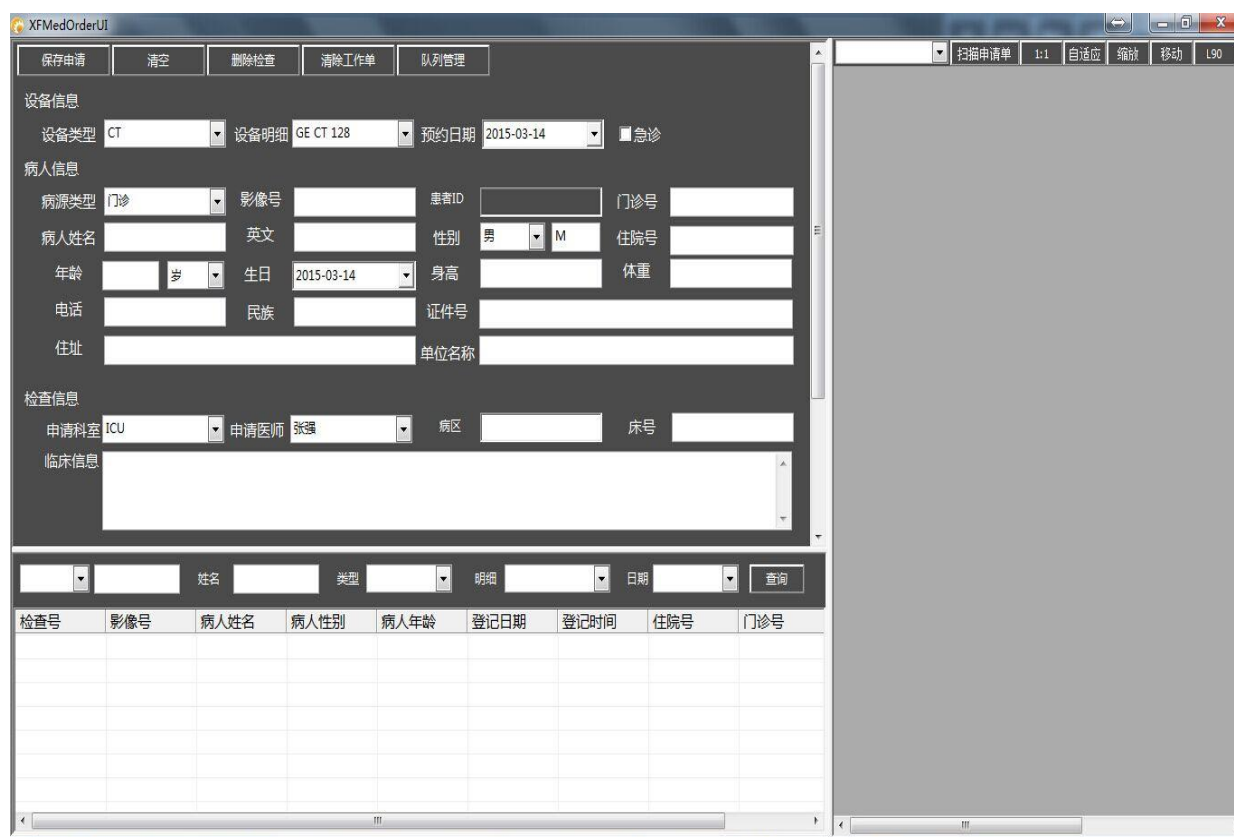 XFMedOrderUI
保存申请 清空 删除检查 清除工作单 队列管理
扫描申请单 1:1 自适应 缩放 移动 L90
设备信息
设备类型 CT 设备明细 GE CT 128 预约日期 2015-03-14 急诊
病人信息
病源类型 门诊 影像号 患者ID 门诊号
病人姓名 英文 性别 男 M 住院号
年龄 岁 生日 2015-03-14 身高 体重
电话 民族 证件号
住址 单位名称
检查信息
申请科室 ICU 申请医师 张强 病区 床号
临床信息
姓名 类型 明细 日期 查询
检查号 影像号 病人姓名 病人性别 病人年龄 登记日期 登记时间 住院号 门诊号